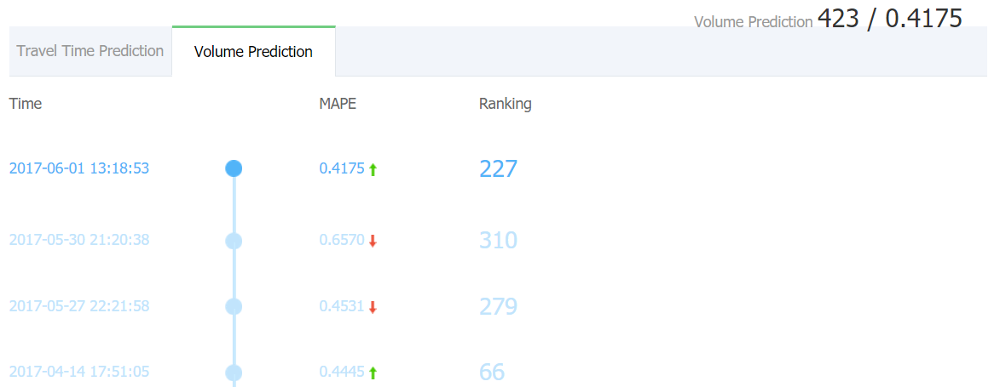 Volume Prediction 423 / 0.4175
Travel Time Prediction Volume Prediction
Time MAPE Ranking
2017-06-01 13:18:53 0.4175 227
2017-05-30 21:20:38 0.6570 310
2017-05-27 22:21:58 0.4531 279
2017-04-14 17:51:05 0.4445 66